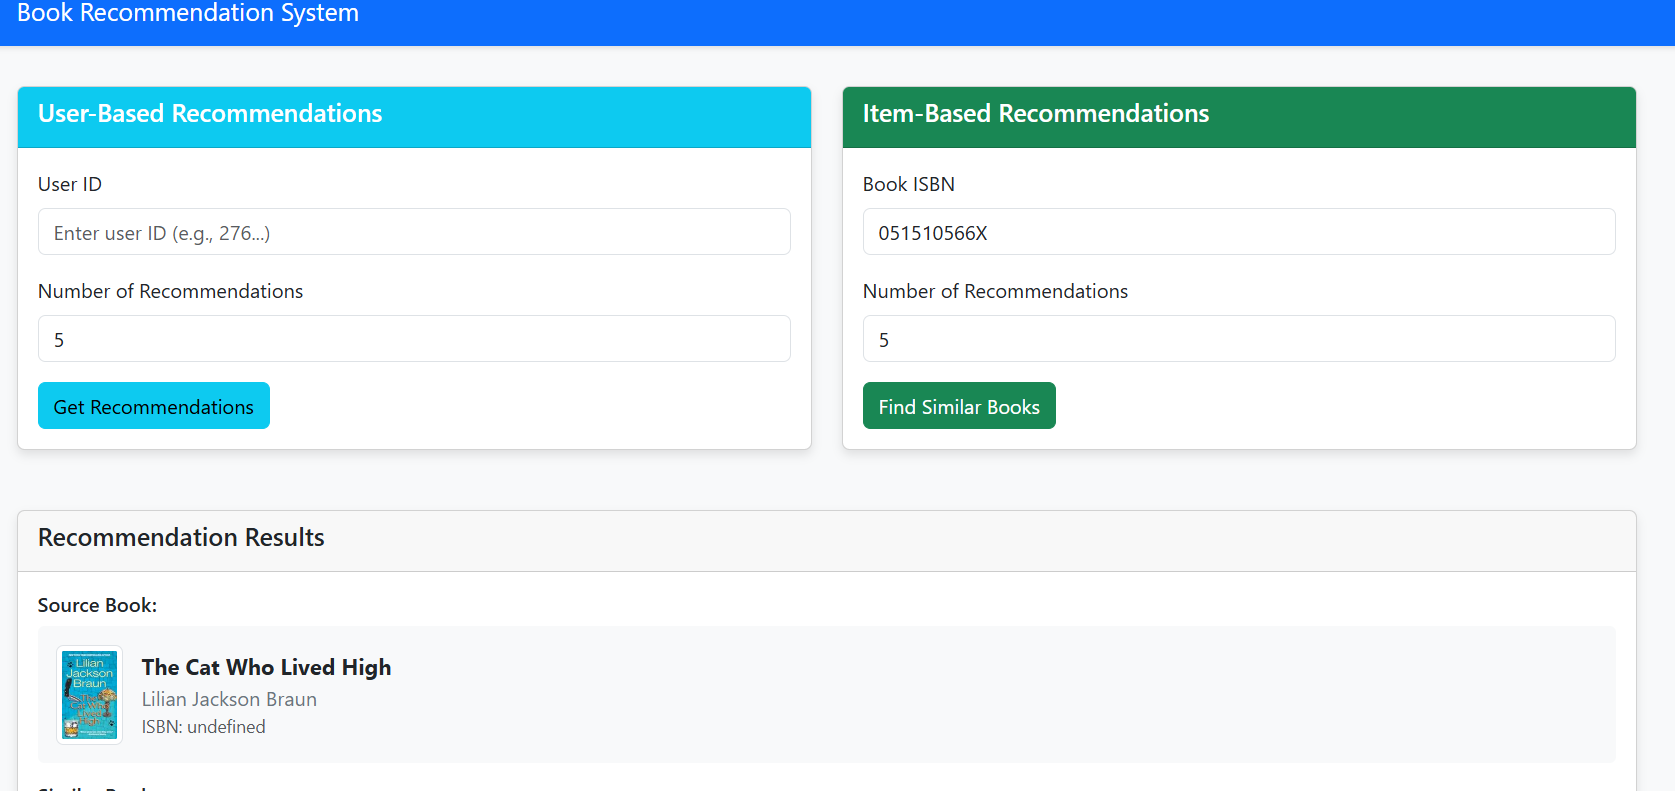 Book Recommendation System
User-Based Recommendations
User ID
Enter user ID (e.g., 276...)
Number of Recommendations
5
Get Recommendations
Item-Based Recommendations
Book ISBN
051510566X
Number of Recommendations
5
Find Similar Books
Recommendation Results
Source Book:
Lilian
Jackson
Braun
The
Cat Who
Lived
High
The Cat Who Lived High
Lilian Jackson Braun
ISBN: undefined